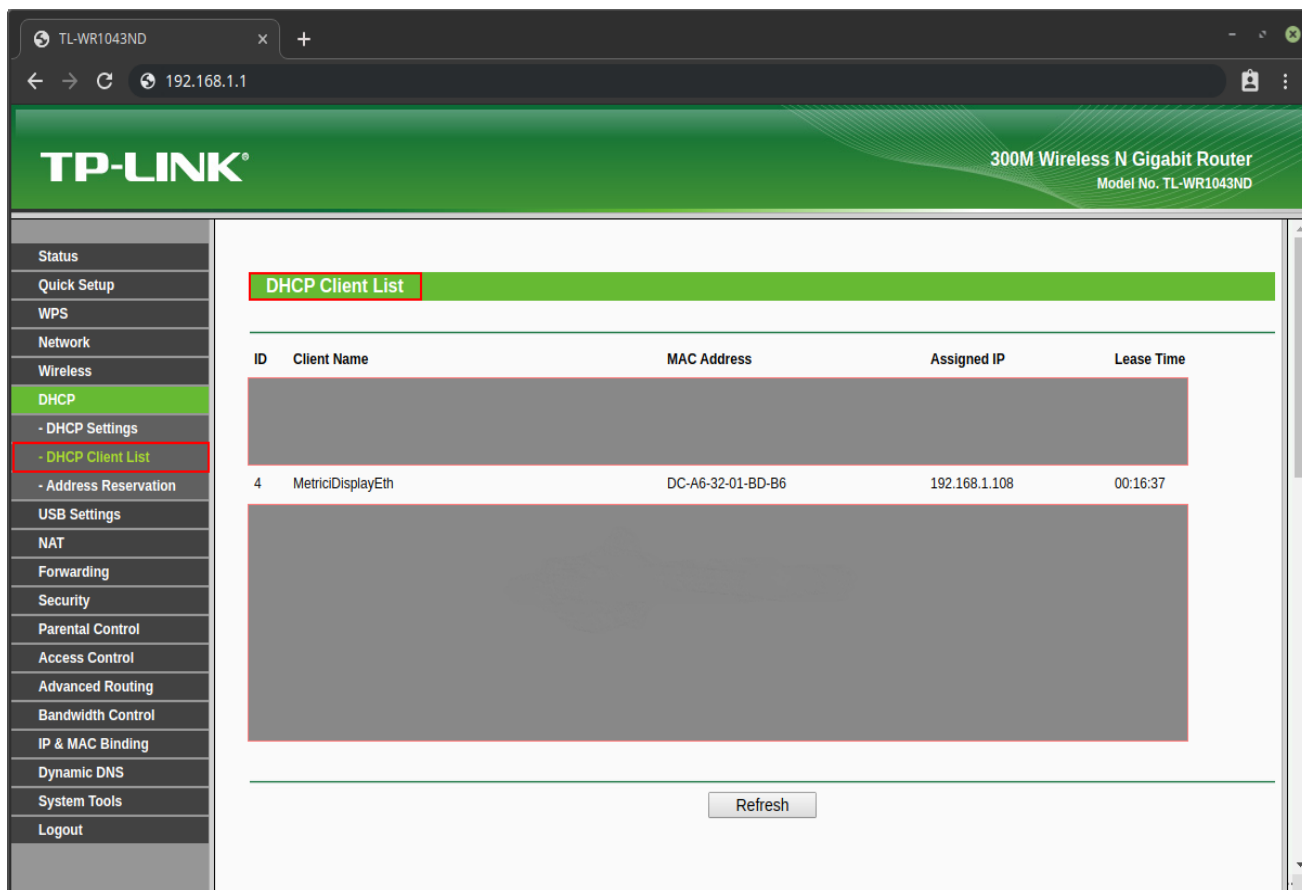 TL-WR1043ND
192.168.1.1
TP-LINK®
300M Wireless N Gigabit Router
Model No. TL-WR1043ND
Status
Quick Setup
WPS
Network
Wireless
DHCP
- DHCP Settings
- DHCP Client List
- Address Reservation
USB Settings
NAT
Forwarding
Security
Parental Control
Access Control
Advanced Routing
Bandwidth Control
IP & MAC Binding
Dynamic DNS
System Tools
Logout
DHCP Client List
ID Client Name MAC Address Assigned IP Lease Time
4 MetriciDisplayEth DC-A6-32-01-BD-B6 192.168.1.108 00:16:37
Refresh